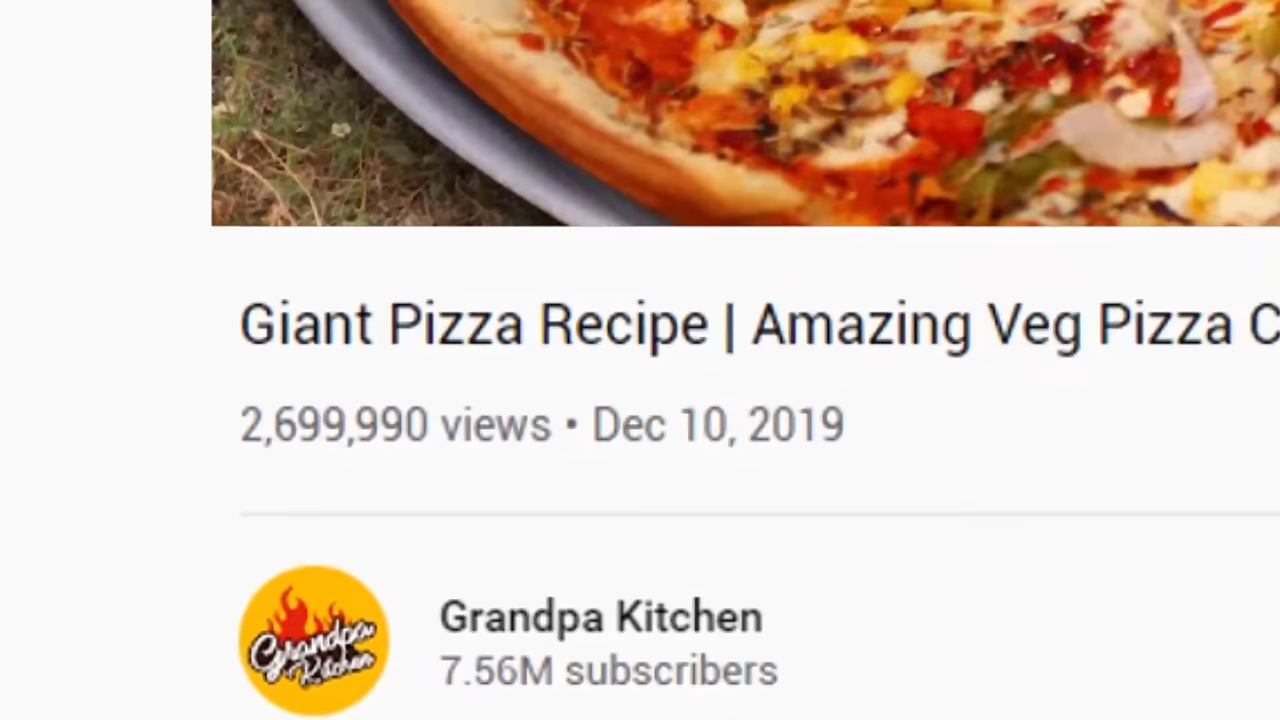 Giant Pizza Recipe | Amazing Veg Pizza C
2,699,990 views • Dec 10, 2019
Grandpa Kitchen
Grandpa
Kitchen
7.56M subscribers